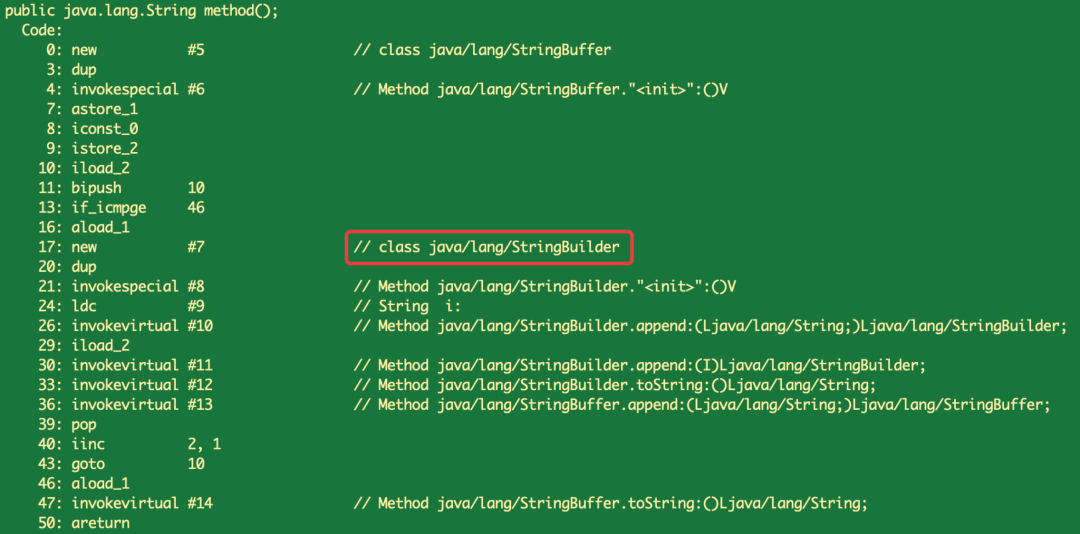 public java.lang.String method();
  Code:
     0: new           #5                  // class java/lang/StringBuffer
     3: dup
     4: invokespecial #6                  // Method java/lang/StringBuffer."<init>":()V
     7: astore_1
     8: iconst_0
     9: istore_2
    10: iload_2
    11: bipush        10
    13: if_icmpge     46
    16: aload_1
    17: new           #7                  // class java/lang/StringBuilder
    20: dup
    21: invokespecial #8                  // Method java/lang/StringBuilder."<init>":()V
    24: ldc           #9                  // String  i:
    26: invokevirtual #10                 // Method java/lang/StringBuilder.append:(Ljava/lang/String;)Ljava/lang/StringBuilder;
    29: iload_2
    30: invokevirtual #11                 // Method java/lang/StringBuilder.append:(I)Ljava/lang/StringBuilder;
    33: invokevirtual #12                 // Method java/lang/StringBuilder.toString:()Ljava/lang/String;
    36: invokevirtual #13                 // Method java/lang/StringBuffer.append:(Ljava/lang/String;)Ljava/lang/StringBuffer;
    39: pop
    40: iinc          2, 1
    43: goto          10
    46: aload_1
    47: invokevirtual #14                 // Method java/lang/StringBuffer.toString:()Ljava/lang/String;
    50: areturn